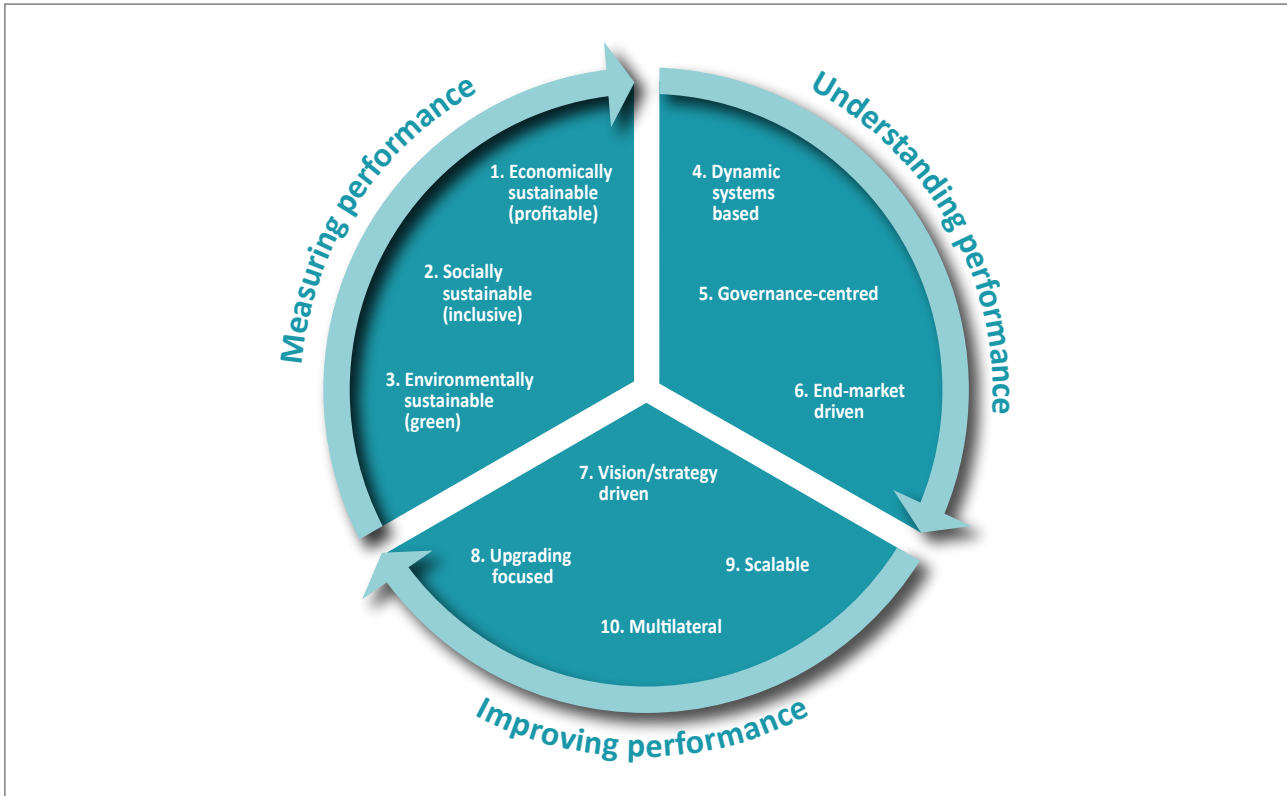 Measuring performance
1. Economically
sustainable
(profitable)
2. Socially
sustainable
(inclusive)
3. Environmentally
sustainable
(green)
Understanding performance
4. Dynamic
systems
based
5. Governance-centred
6. End-market
driven
7. Vision/strategy
driven
8. Upgrading
focused
9. Scalable
10. Multilateral
Improving performance